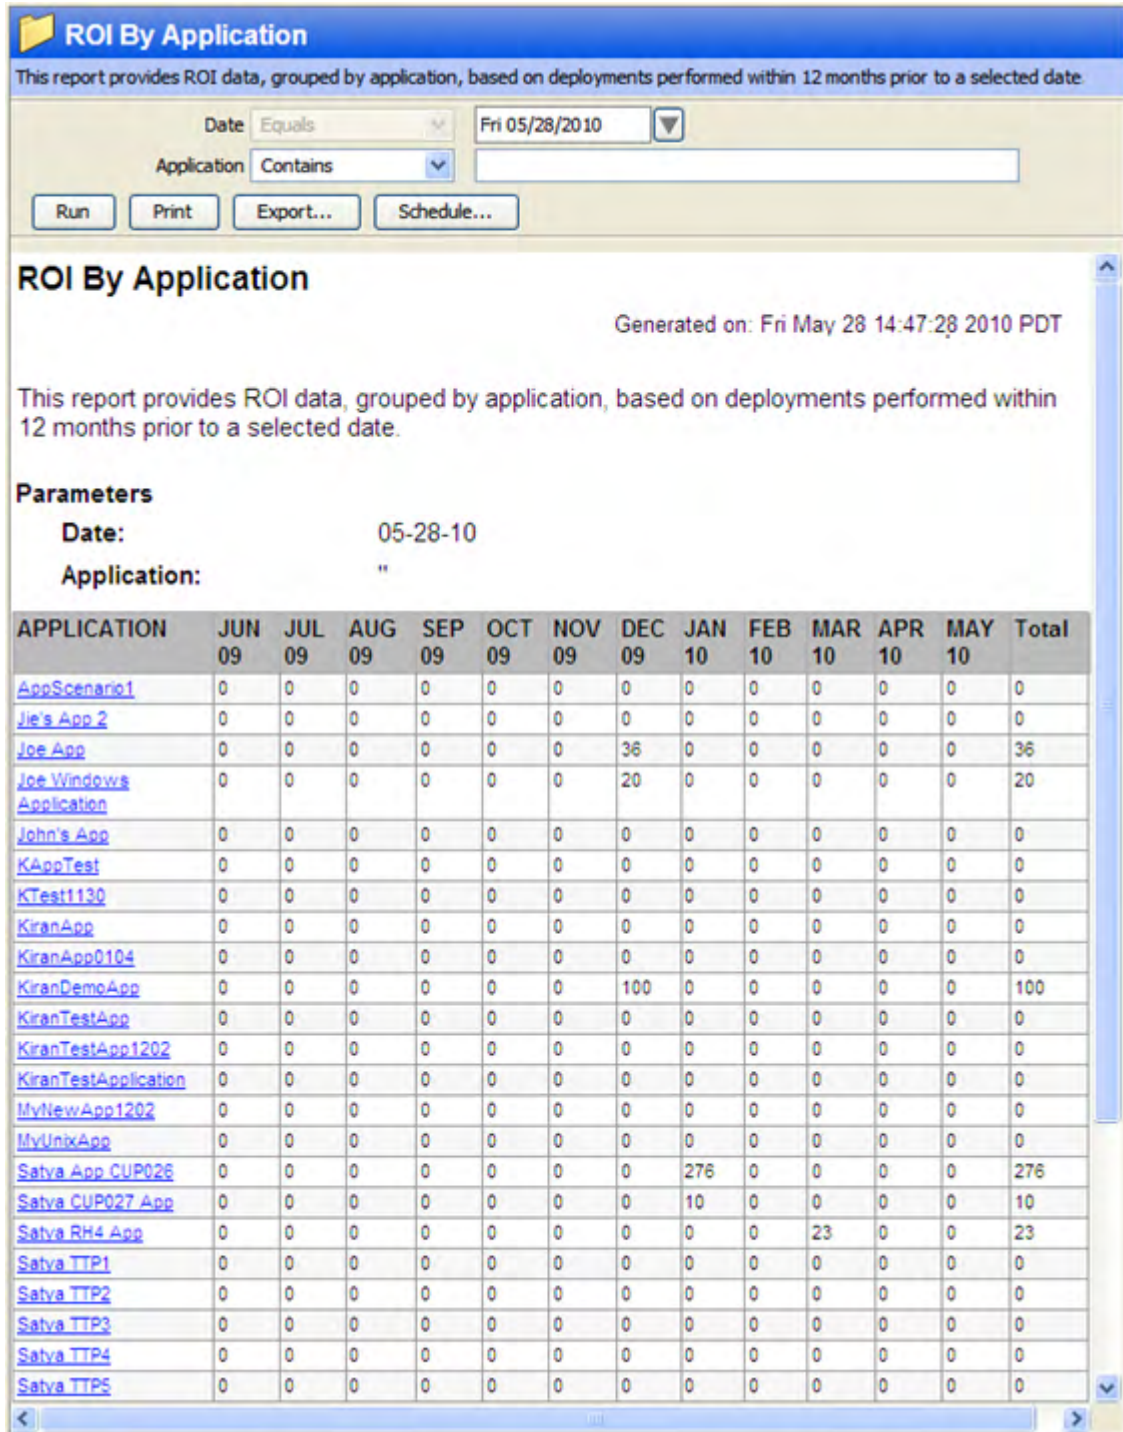 ROI By Application
This report provides ROI data, grouped by application, based on deployments performed within 12 months prior to a selected date
Date Equals Fri 05/28/2010
Application Contains
Run Print Export... Schedule...
ROI By Application
Generated on: Fri May 28 14:47:28 2010 PDT
This report provides ROI data, grouped by application, based on deployments performed within
12 months prior to a selected date.
Parameters
Date: 05-28-10
Application: "
APPLICATION JUN 09 JUL 09 AUG 09 SEP 09 OCT 09 NOV 09 DEC 09 JAN 10 FEB 10 MAR 10 APR 10 MAY 10 Total
AppScenario1 0 0 0 0 0 0 0 0 0 0 0 0 0
Jie's App 2 0 0 0 0 0 0 0 0 0 0 0 0 0
Joe App 0 0 0 0 0 0 36 0 0 0 0 0 36
Joe Windows Application 0 0 0 0 0 0 20 0 0 0 0 0 20
John's App 0 0 0 0 0 0 0 0 0 0 0 0 0
KAppTest 0 0 0 0 0 0 0 0 0 0 0 0 0
KTest1130 0 0 0 0 0 0 0 0 0 0 0 0 0
KiranApp 0 0 0 0 0 0 0 0 0 0 0 0 0
KiranApp0104 0 0 0 0 0 0 0 0 0 0 0 0 0
KiranDemoApp 0 0 0 0 0 0 100 0 0 0 0 0 100
KiranTestApp 0 0 0 0 0 0 0 0 0 0 0 0 0
KiranTestApp1202 0 0 0 0 0 0 0 0 0 0 0 0 0
KiranTestApplication 0 0 0 0 0 0 0 0 0 0 0 0 0
MyNewApp1202 0 0 0 0 0 0 0 0 0 0 0 0 0
MyUnixApp 0 0 0 0 0 0 0 0 0 0 0 0 0
Satya App CUP026 0 0 0 0 0 0 0 276 0 0 0 0 276
Satya CUP027 App 0 0 0 0 0 0 0 10 0 0 0 0 10
Satya RH4 App 0 0 0 0 0 0 0 0 0 23 0 0 23
Satya TTP1 0 0 0 0 0 0 0 0 0 0 0 0 0
Satya TTP2 0 0 0 0 0 0 0 0 0 0 0 0 0
Satya TTP3 0 0 0 0 0 0 0 0 0 0 0 0 0
Satya TTP4 0 0 0 0 0 0 0 0 0 0 0 0 0
Satya TTP5 0 0 0 0 0 0 0 0 0 0 0 0 0